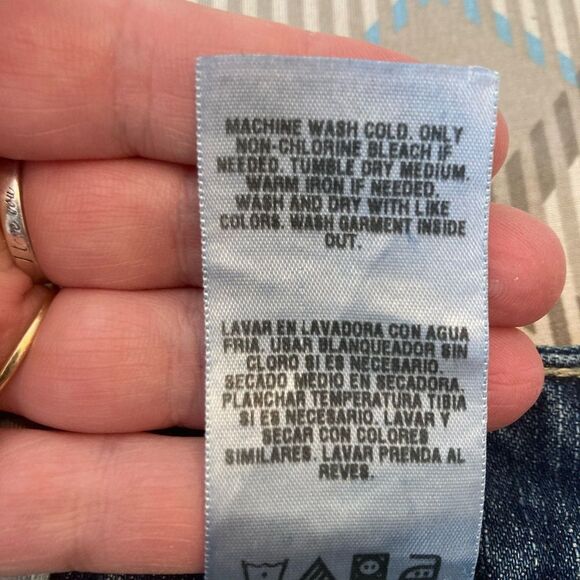 MACHINE WASH COLD. ONLY
NON-CHLORINE BLEACH IF
NEEDED. TUMBLE DRY MEDIUM.
WARM IRON IF NEEDED.
WASH AND DRY WITH LIKE
COLORS. WASH GARMENT INSIDE
OUT.
LAVAR EN LAVADORA CON AGUA
FRIA. USAR BLANQUEADOR SIN
CLORO SI ES NECESARIO.
SECADO MEDIO EN SECADORA.
PLANCHAR TEMPERATURA TIBIA
SI ES NECESARIO. LAVAR Y
SECAR CON COLORES
SIMILARES. LAVAR PRENDA AL
REVES.